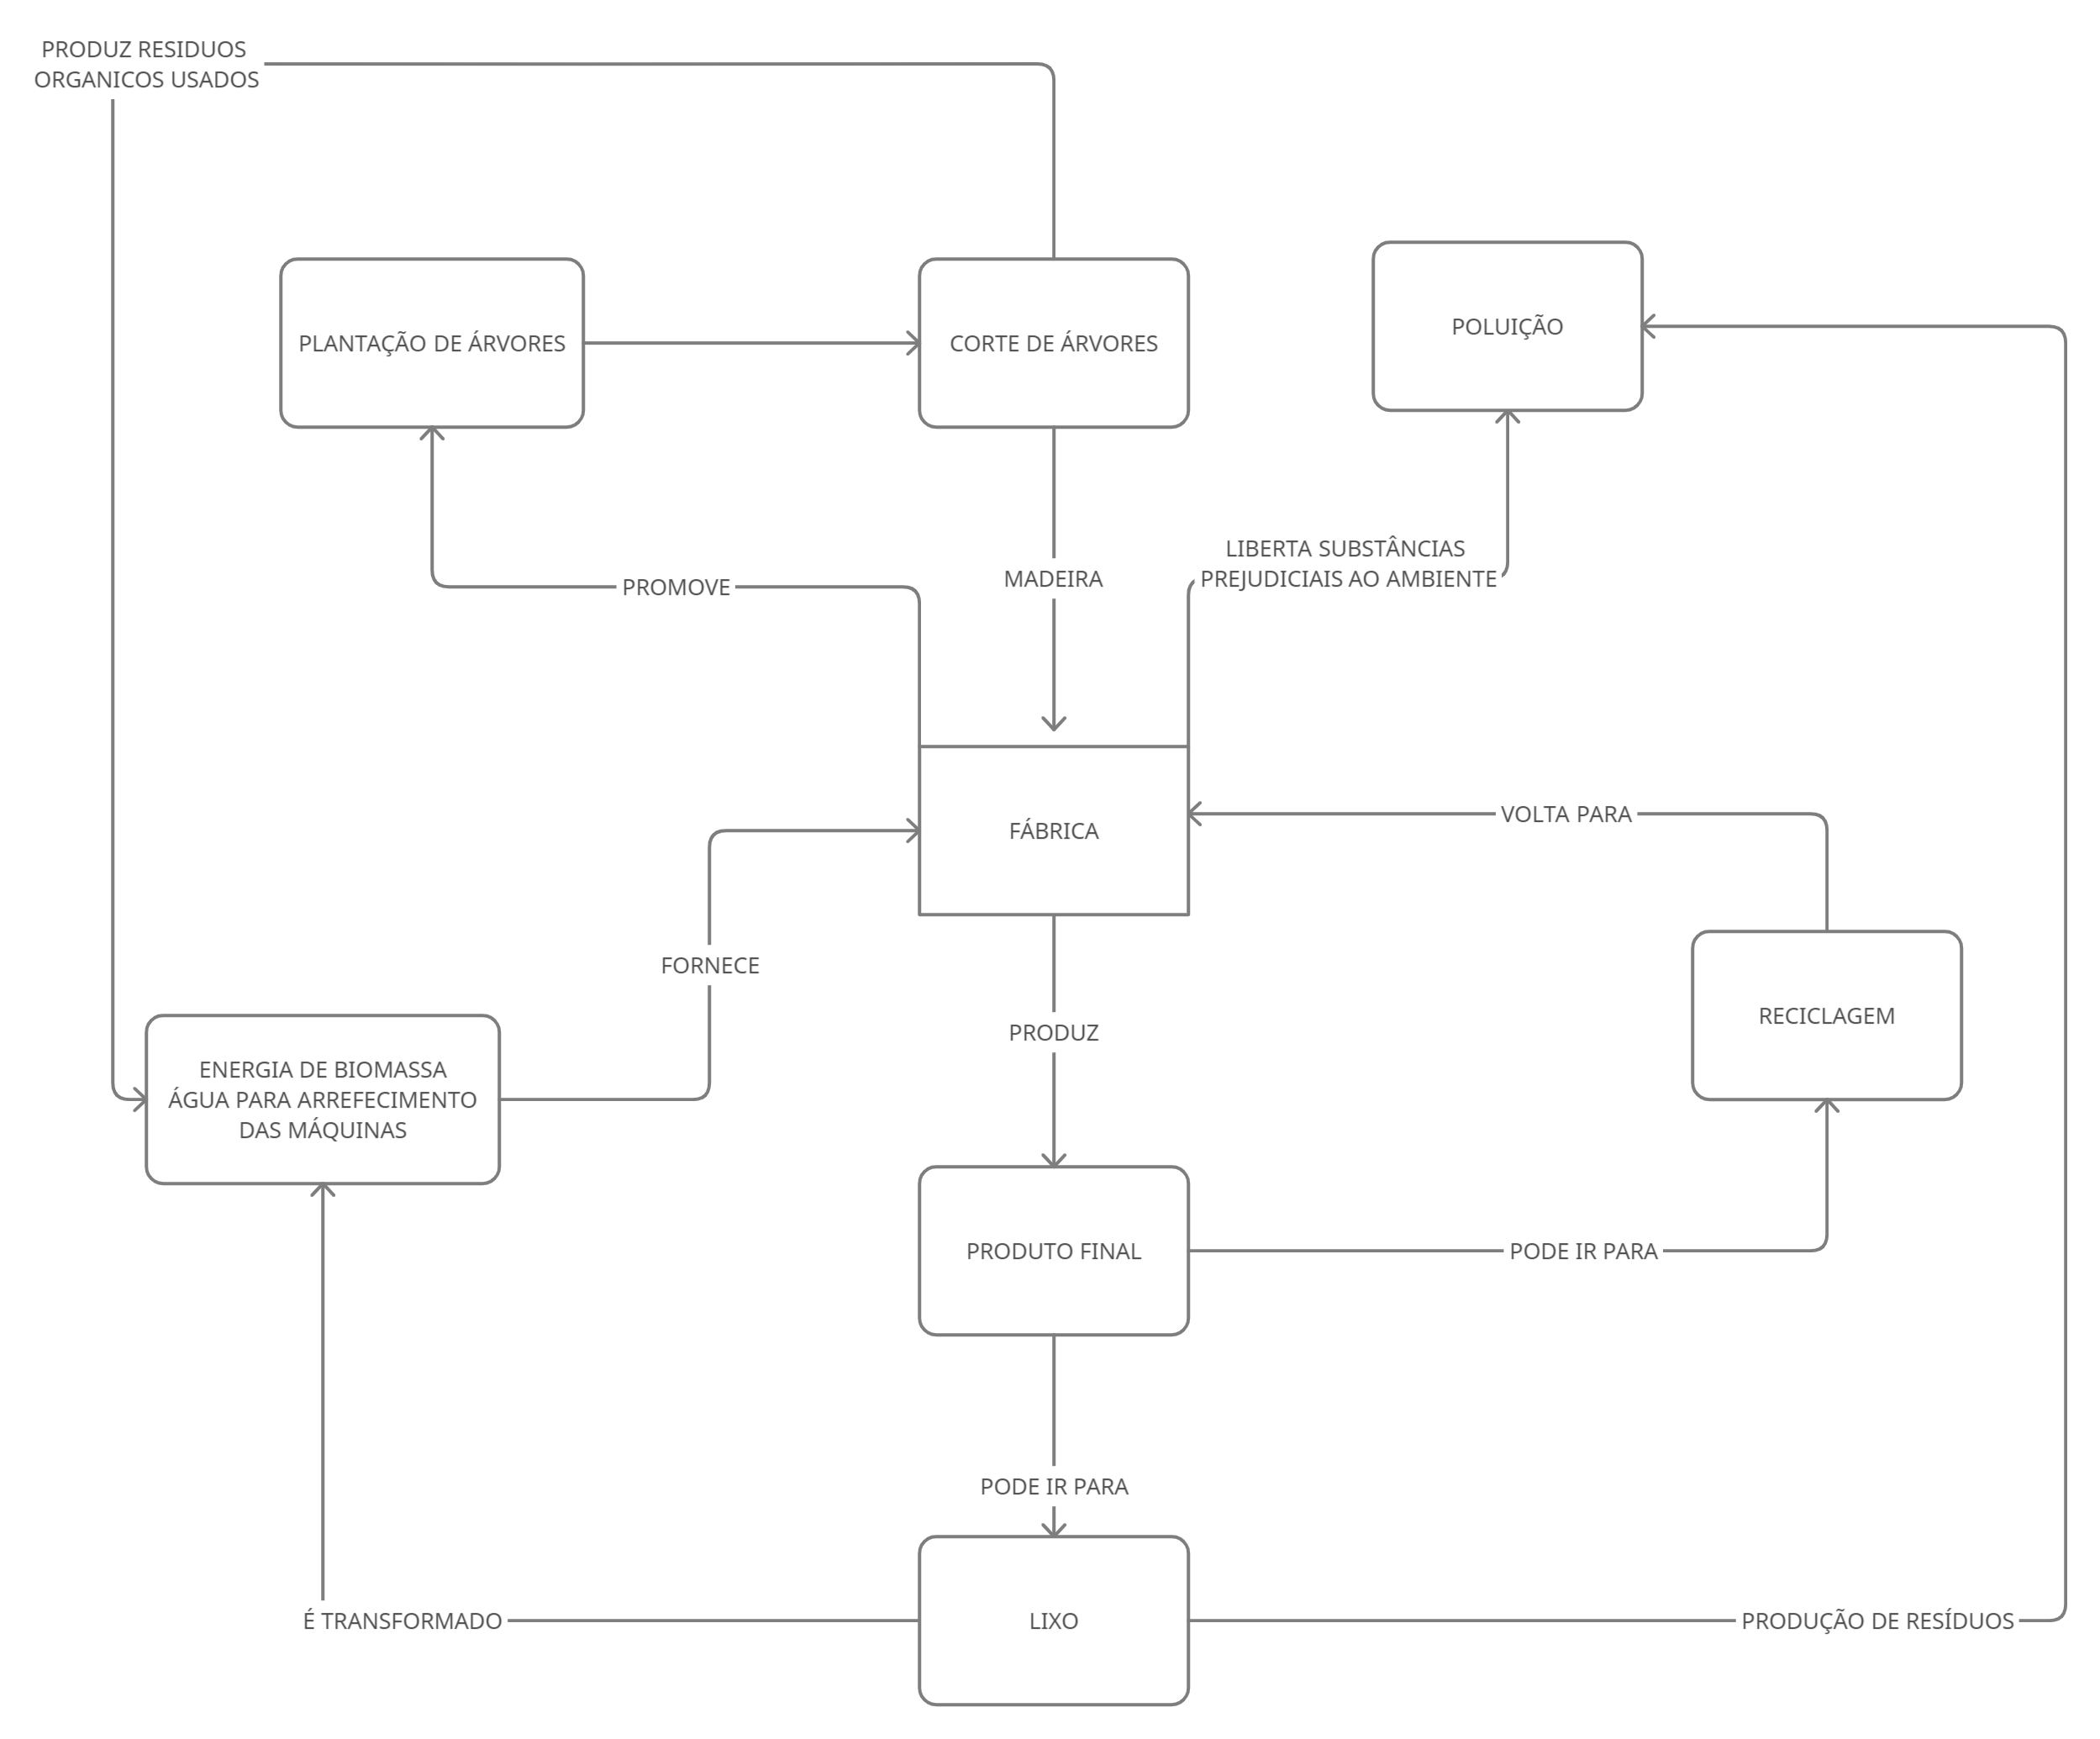 PRODUZ RESIDUOS
ORGANICOS USADOS
PLANTAÇÃO DE ÁRVORES
CORTE DE ÁRVORES
POLUIÇÃO
PROMOVE
MADEIRA
LIBERTA SUBSTÂNCIAS
PREJUDICIAIS AO AMBIENTE
FÁBRICA
VOLTA PARA
FORNECE
PRODUZ
RECICLAGEM
ENERGIA DE BIOMASSA
ÁGUA PARA ARREFECIMENTO
DAS MÁQUINAS
PRODUTO FINAL
PODE IR PARA
PODE IR PARA
É TRANSFORMADO
LIXO
PRODUÇÃO DE RESÍDUOS